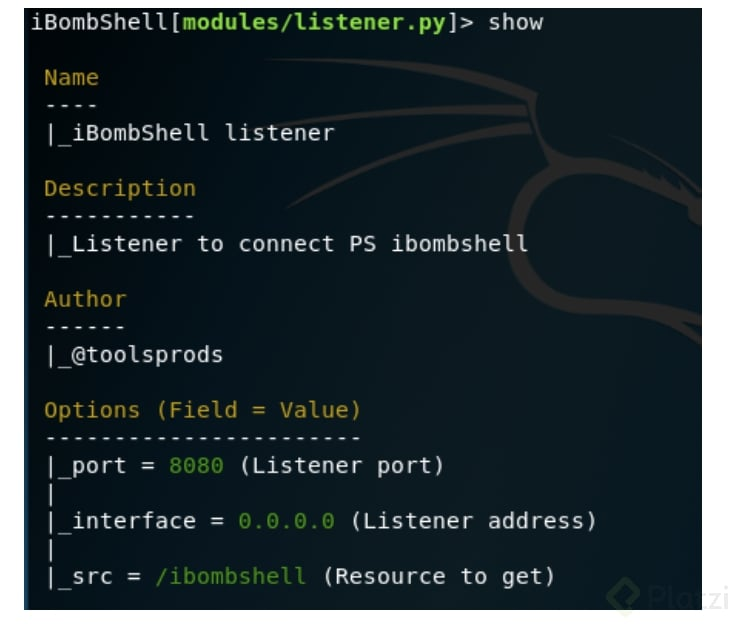 iBombShell[modules/listener.py]> show
Name
----
|_iBombShell listener
Description
-----------
|_Listener to connect PS ibombshell
Author
------
|_@toolsprods
Options (Field = Value)
-----------------------
|_port = 8080 (Listener port)
|
|_interface = 0.0.0.0 (Listener address)
|
|_src = /ibombshell (Resource to get)
Platzi